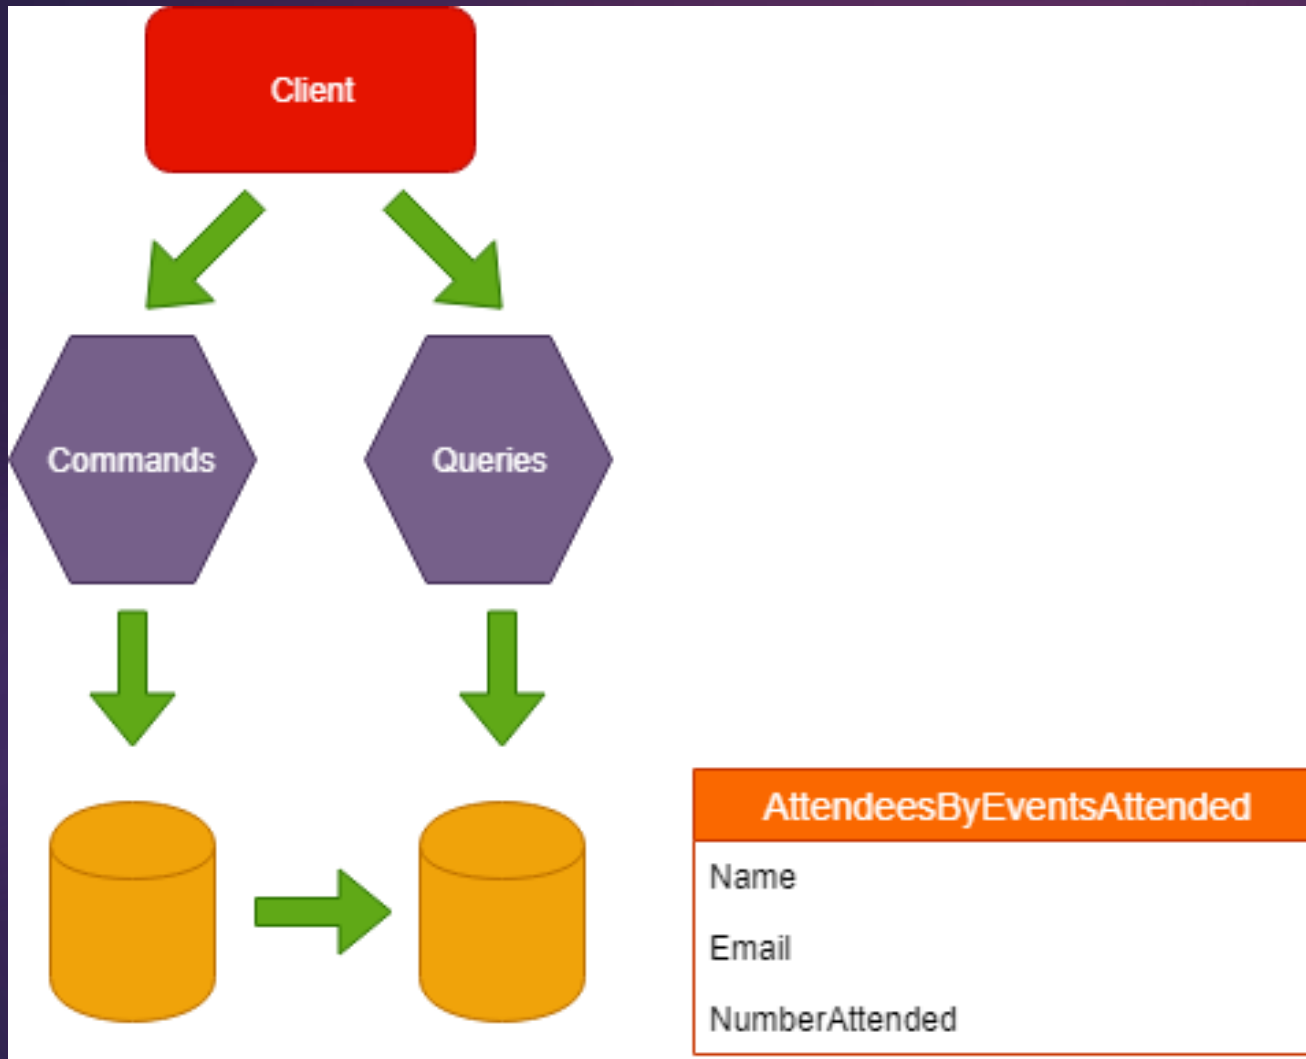 Client
Commands
Queries
AttendeesByEventsAttended
Name
Email
NumberAttended